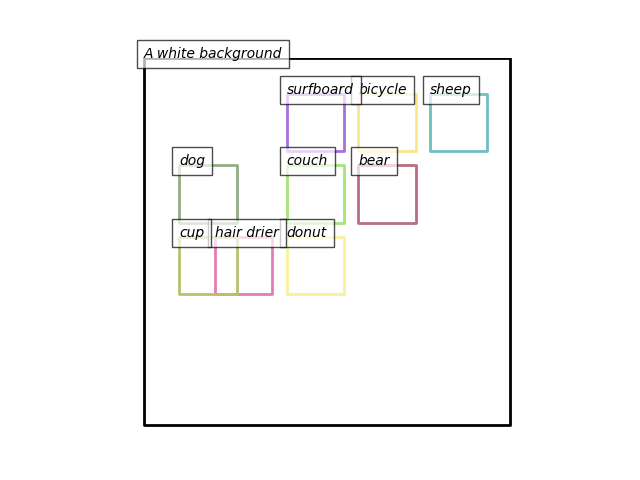 A white background
surfboard bicycle sheep
dog couch bear
cup hair drier donut